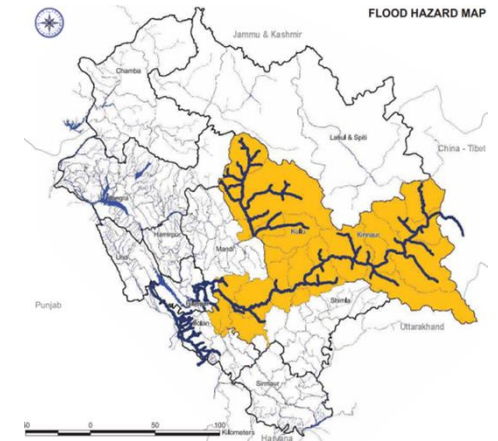 FLOOD HAZARD MAP
Jammu & Kashmir
Chamba
Lahul & Spiti
China - Tibet
Kullu
Kinnaur
Hamirpur
Mandi
Una
Punjab
Shimla
Solan
Uttarakhand
Sirmaur
0
50
100
Kilometers
Haryana